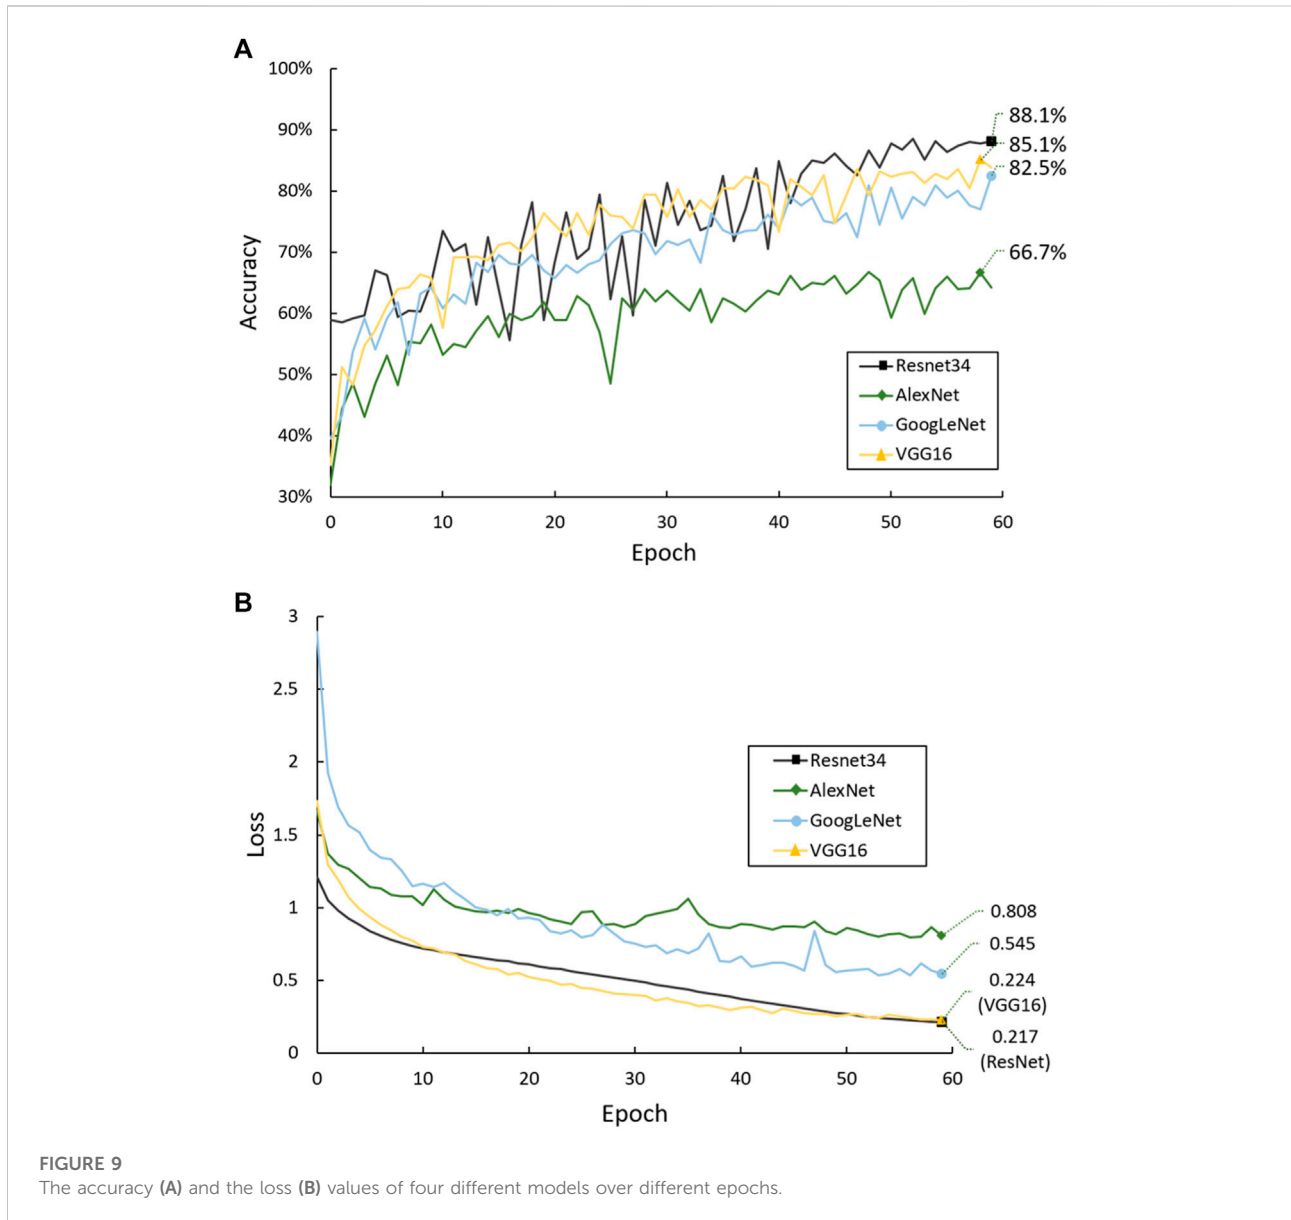 A
100%
90%
80%
70%
60%
50%
40%
30%
Accuracy
0
10
20
30
40
50
60
Epoch
88.1%
85.1%
82.5%
66.7%
Resnet34
AlexNet
GoogLeNet
VGG16
B
3
2.5
2
1.5
1
0.5
0
Loss
0
10
20
30
40
50
60
Epoch
Resnet34
AlexNet
GoogLeNet
VGG16
0.808
0.545
0.224
(VGG16)
0.217
(ResNet)
FIGURE 9
The accuracy (A) and the loss (B) values of four different models over different epochs.